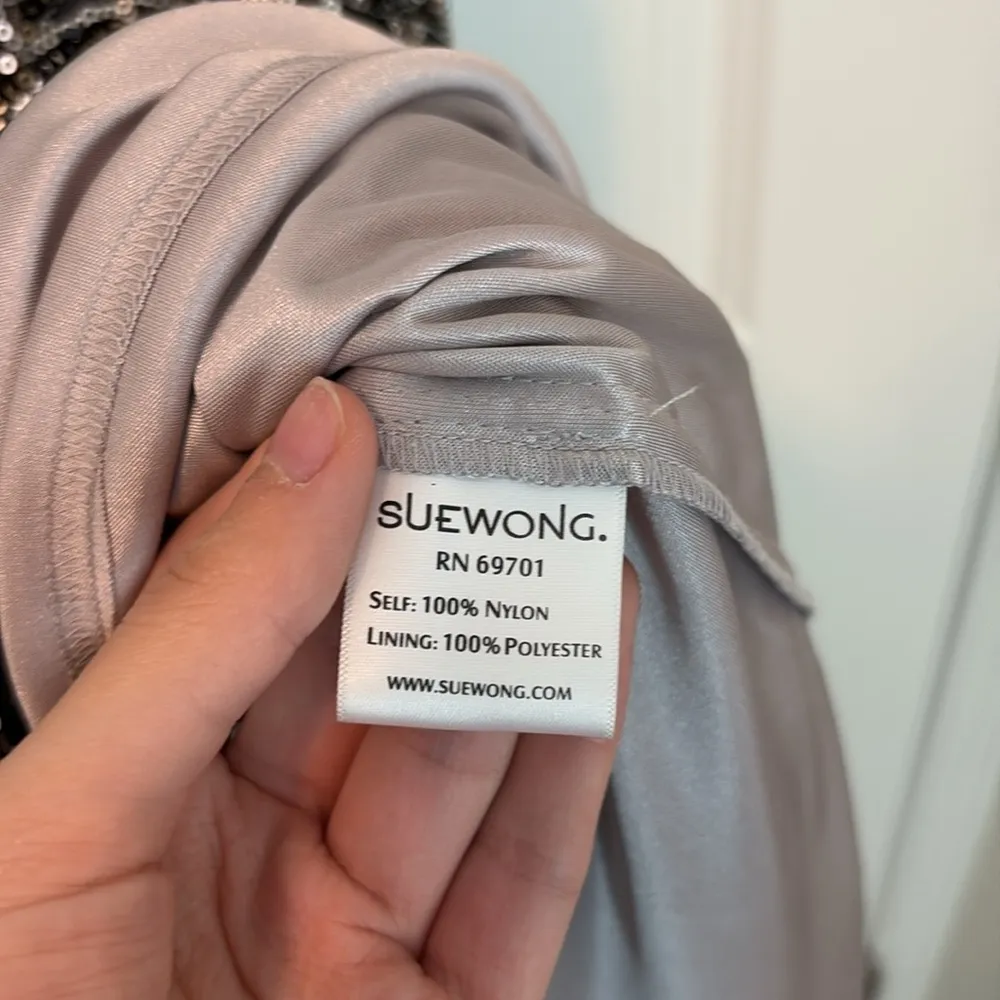 sUEWONG.
RN 69701
SELF: 100% NYLON
LINING: 100% POLYESTER
WWW.SUEWONG.COM